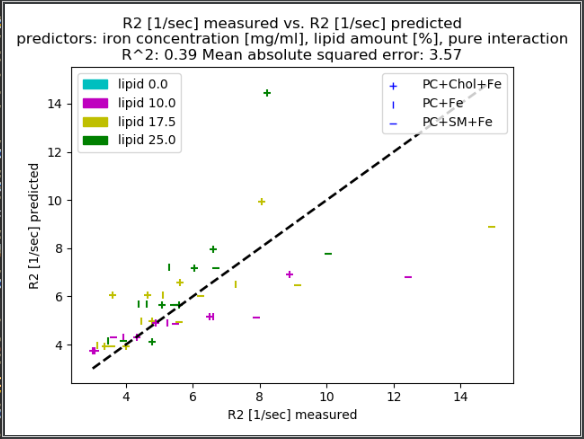 R2 [1/sec] measured vs. R2 [1/sec] predicted
predictors: iron concentration [mg/ml], lipid amount [%], pure interaction
R^2: 0.39 Mean absolute squared error: 3.57
lipid 0.0
lipid 10.0
lipid 17.5
lipid 25.0
PC+Chol+Fe
PC+Fe
PC+SM+Fe
R2 [1/sec] predicted
14
12
10
8
6
4
4
6
8
10
12
14
R2 [1/sec] measured